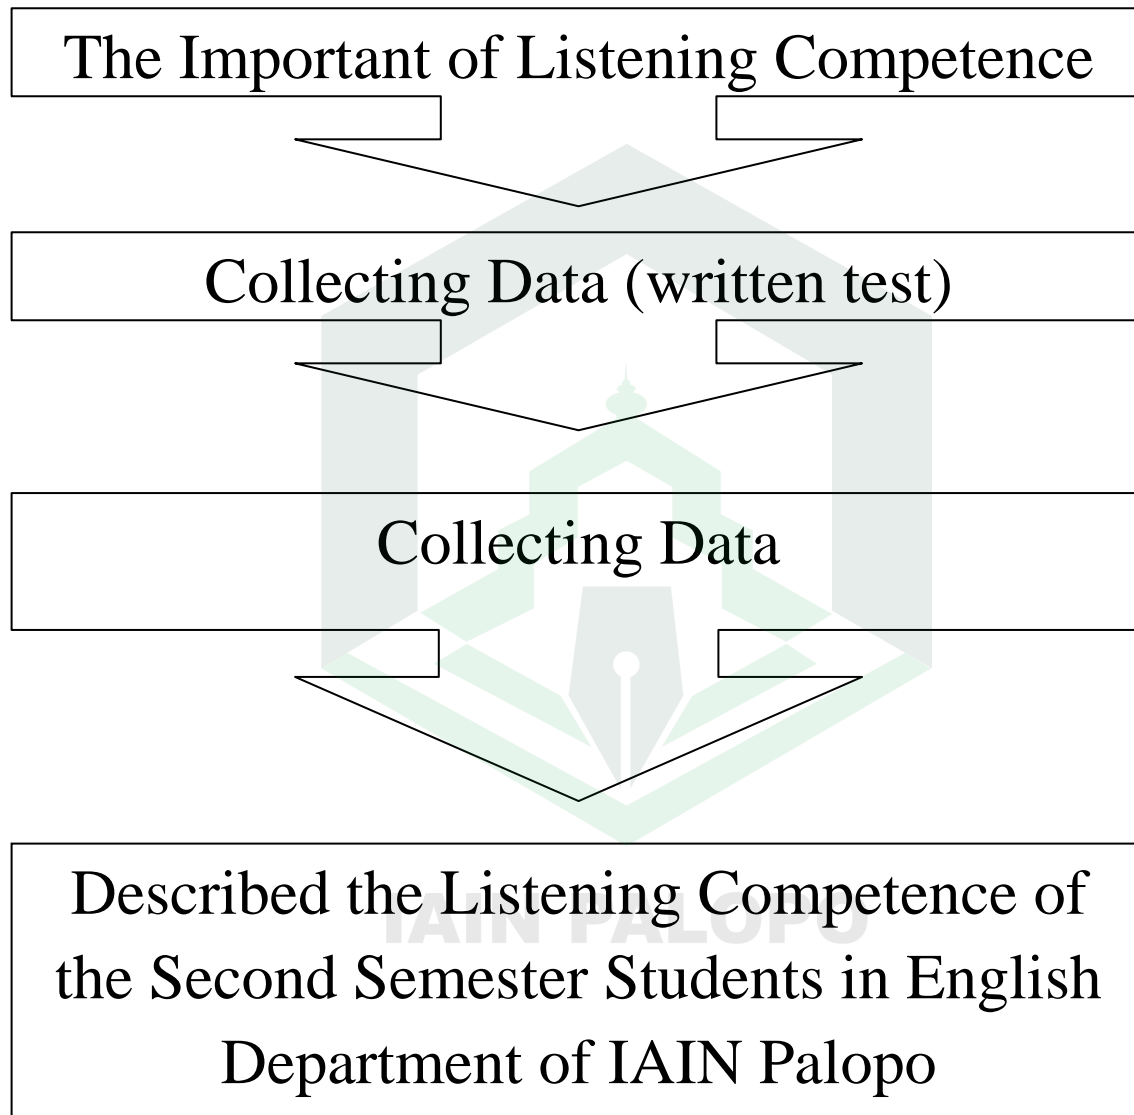 The Important of Listening Competence
Collecting Data (written test)
Collecting Data
Described the Listening Competence of
the Second Semester Students in English
Department of IAIN Palopo
IAIN PALOPO